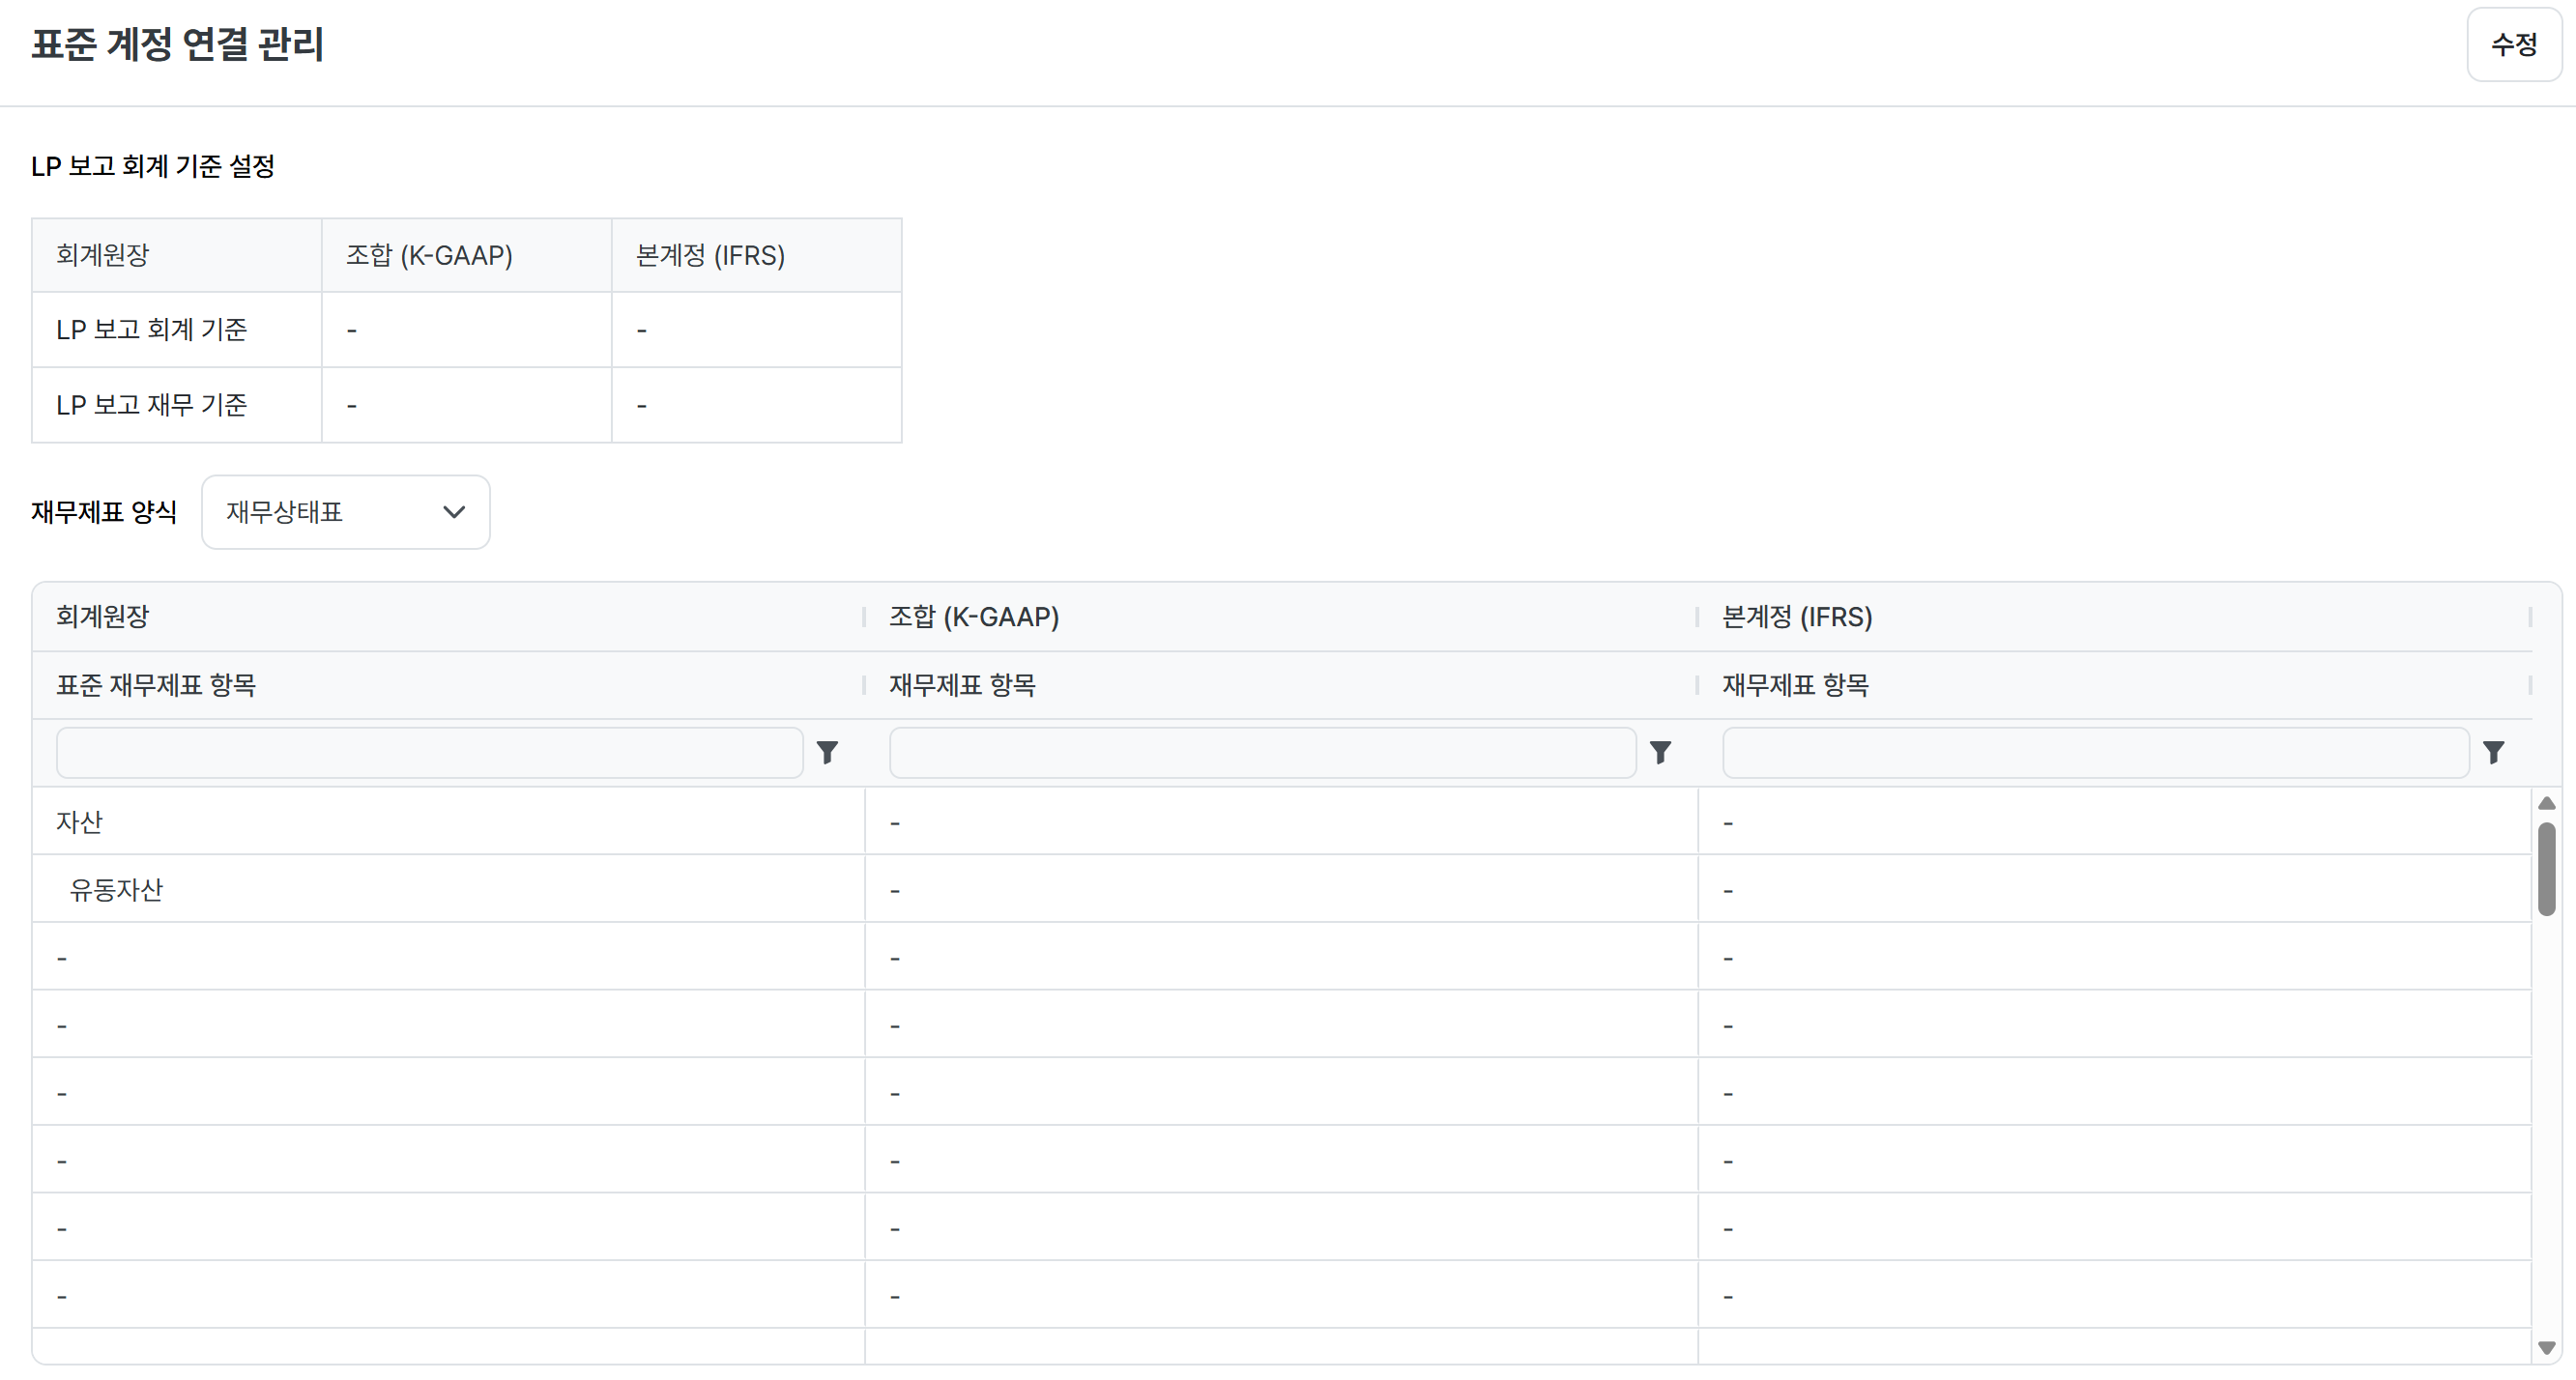 표준 계정 연결 관리
수정
LP 보고 회계 기준 설정
회계원장 조합 (K-GAAP) 본계정 (IFRS)
LP 보고 회계 기준 - -
LP 보고 재무 기준 - -
재무제표 양식 재무상태표
회계원장 조합 (K-GAAP) 본계정 (IFRS)
표준 재무제표 항목 재무제표 항목 재무제표 항목
자산 - -
유동자산 - -
- - -
- - -
- - -
- - -
- - -
- - -